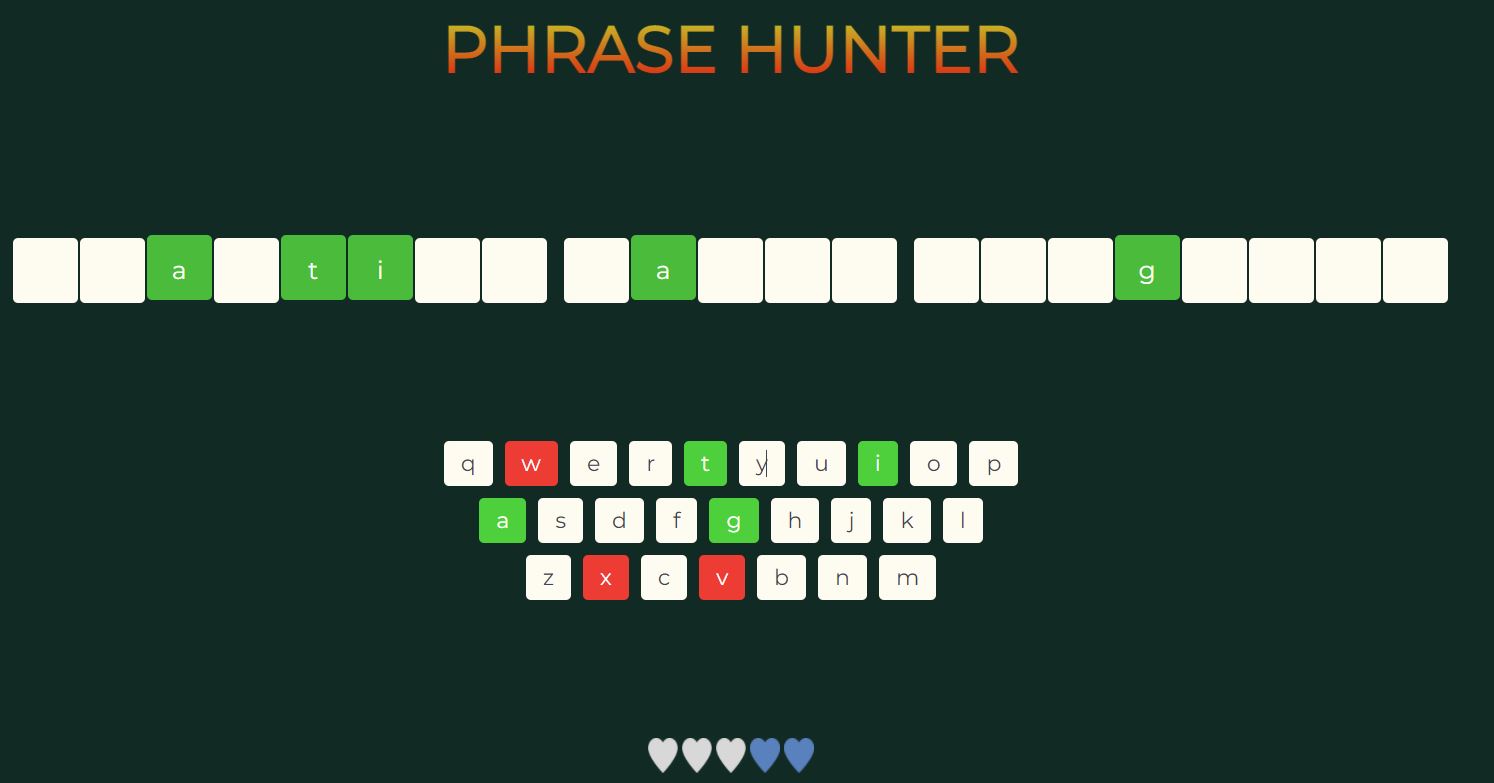 PHRASE HUNTER
a t i a g
q w e r t y u i o p
a s d f g h j k l
z x c v b n m